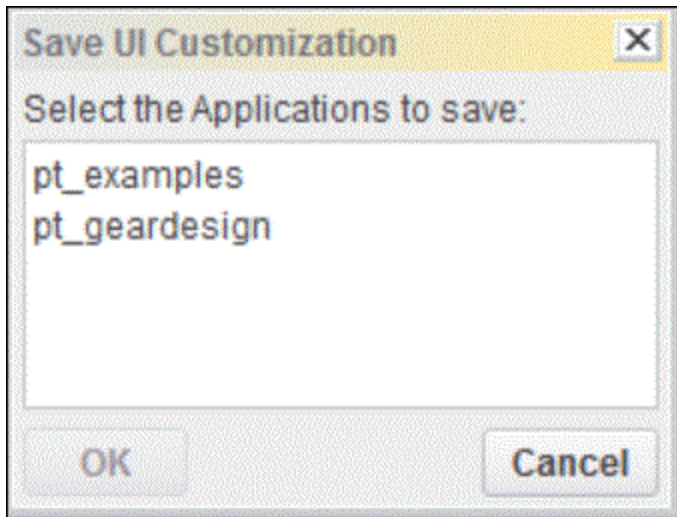 Save UI Customization
Select the Applications to save:
pt_examples
pt_geardesign
OK
Cancel